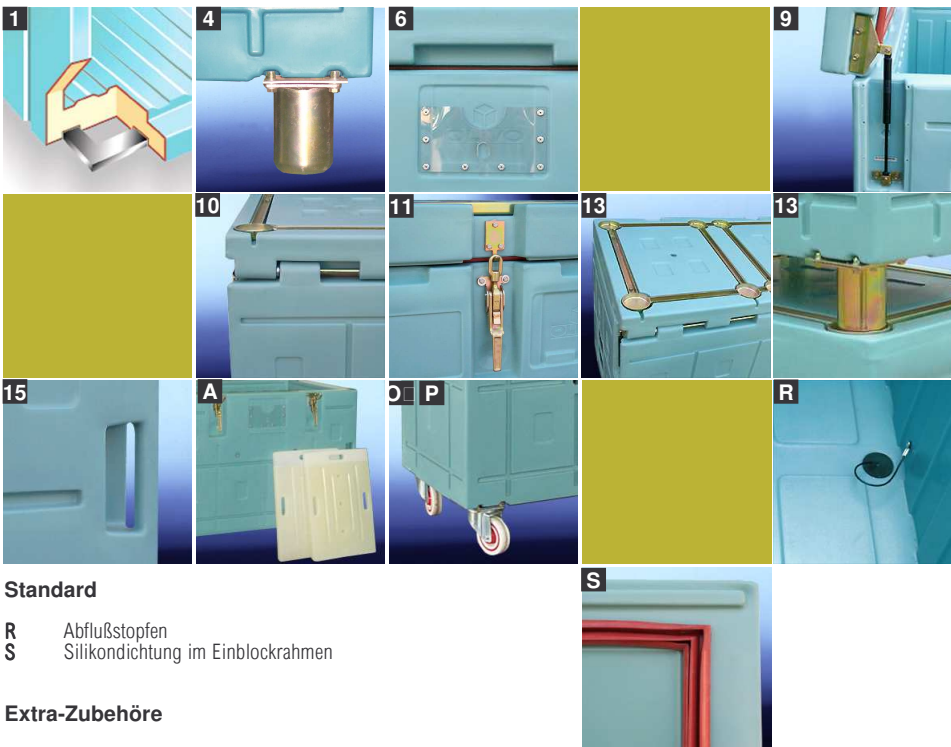 1
4
6
9
10
11
13
13
15
A
O P
R
S
Standard
R Abflußstopfen
S Silikondichtung im Einblockrahmen
Extra-Zubehöre